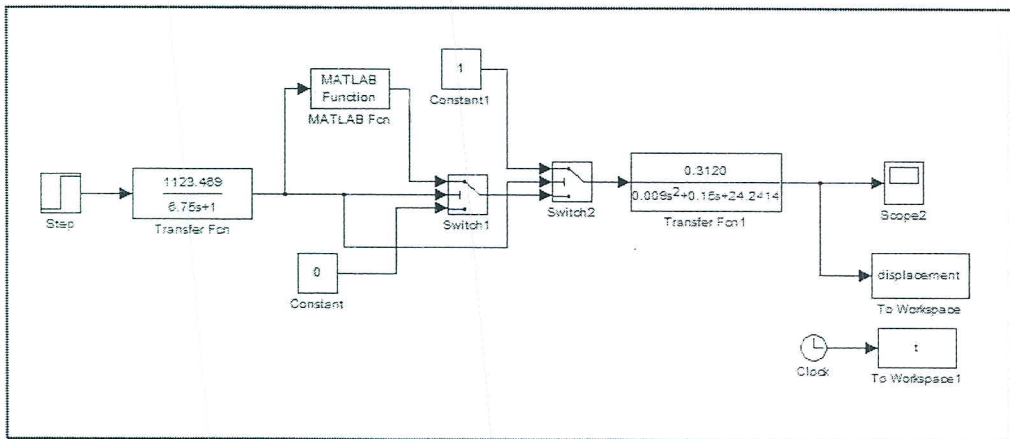 1
Constant1
MATLAB
Function
MATLAB Fcn
Step
1123.469
6.75s+1
Transfer Fcn
Switch1
Switch2
0
Constant
0.3120
0.009s²+0.15s+24.2414
Transfer Fcn1
Scope2
displacement
To Workspace
Clock
t
To Workspace1